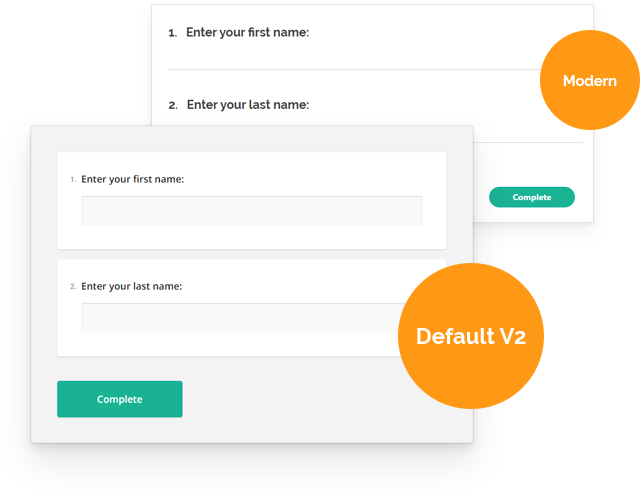 1. Enter your first name:
Modern
2. Enter your last name:
Complete
1. Enter your first name:
2. Enter your last name:
Default V2
Complete